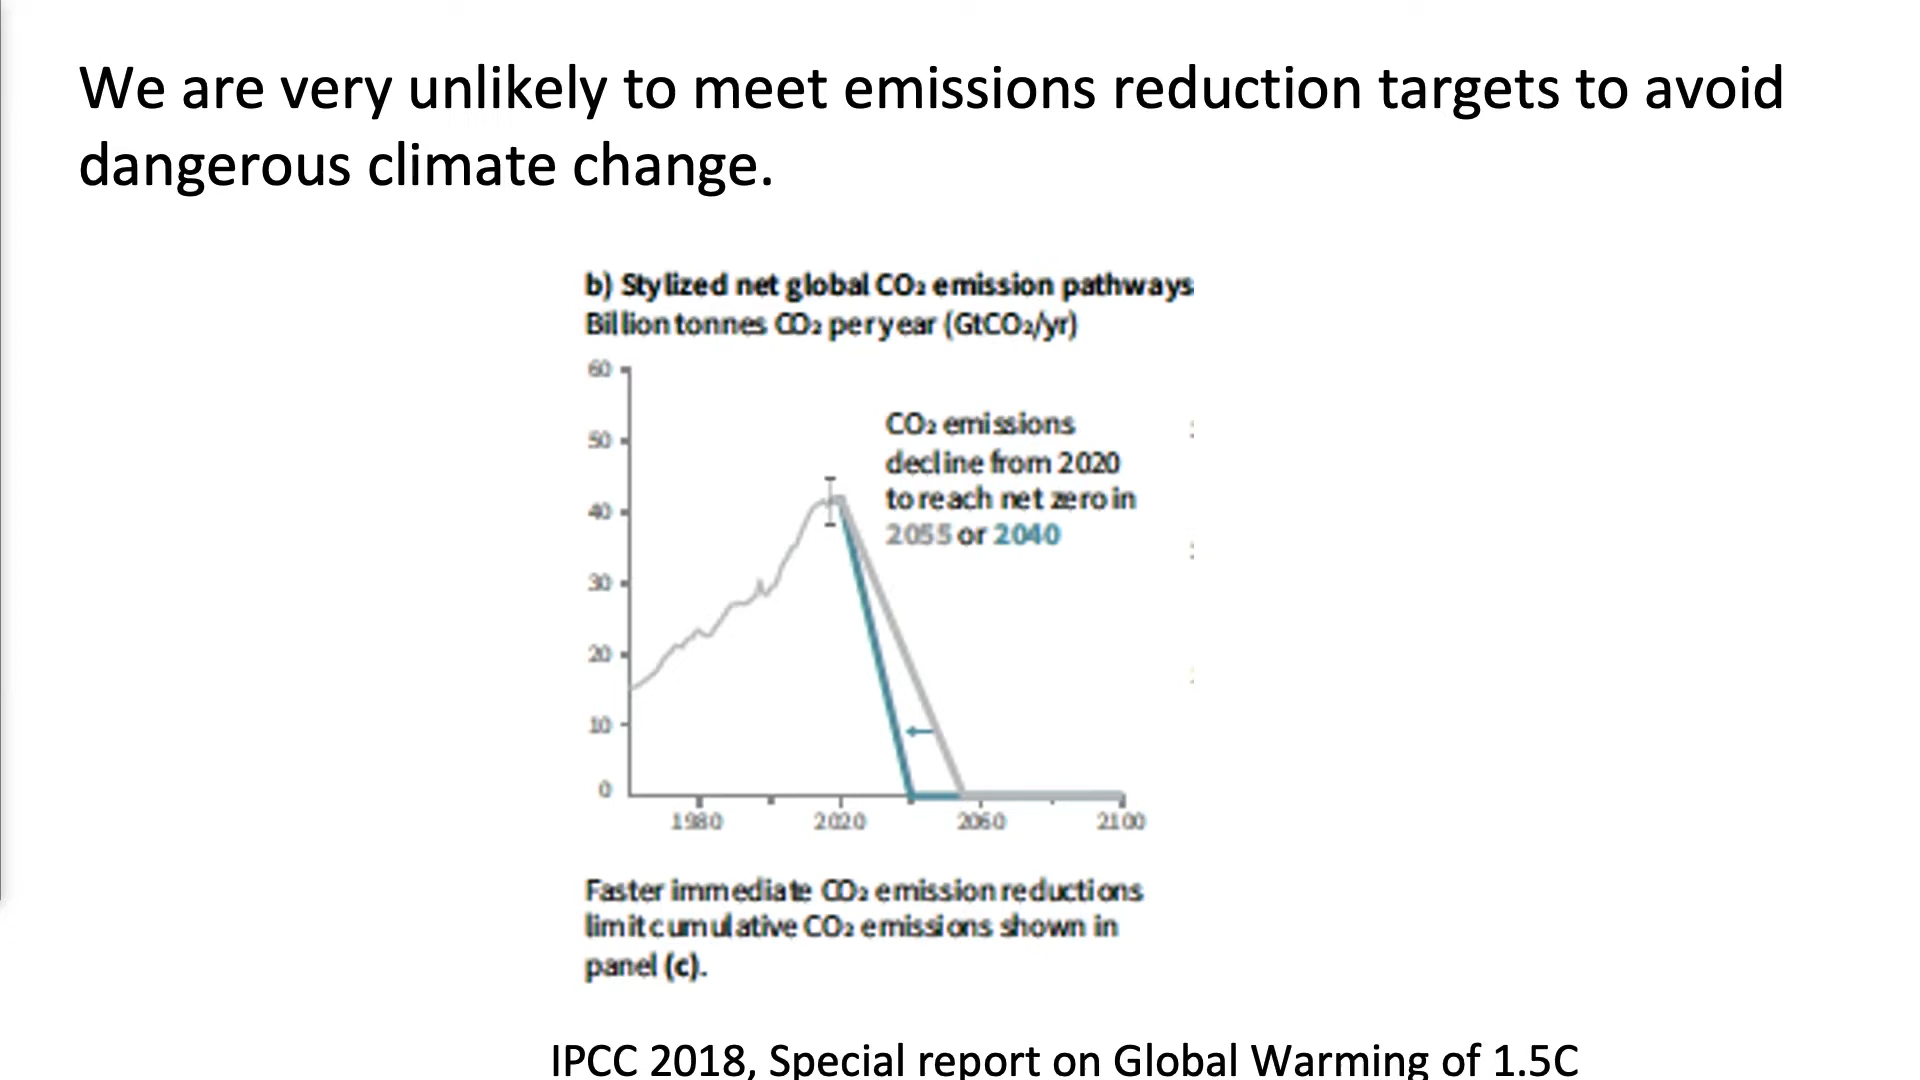 We are very unlikely to meet emissions reduction targets to avoid
dangerous climate change.
b) Stylized net global CO₂ emission pathways
Billion tonnes CO₂ per year (GtCO₂/yr)
60
50
40
30
20
10
0
CO₂ emissions
decline from 2020
to reach net zero in
2055 or 2040
1980 2020 2060 2100
Faster immediate CO₂ emission reductions
limit cumulative CO₂ emissions shown in
panel (c).
IPCC 2018, Special report on Global Warming of 1.5C